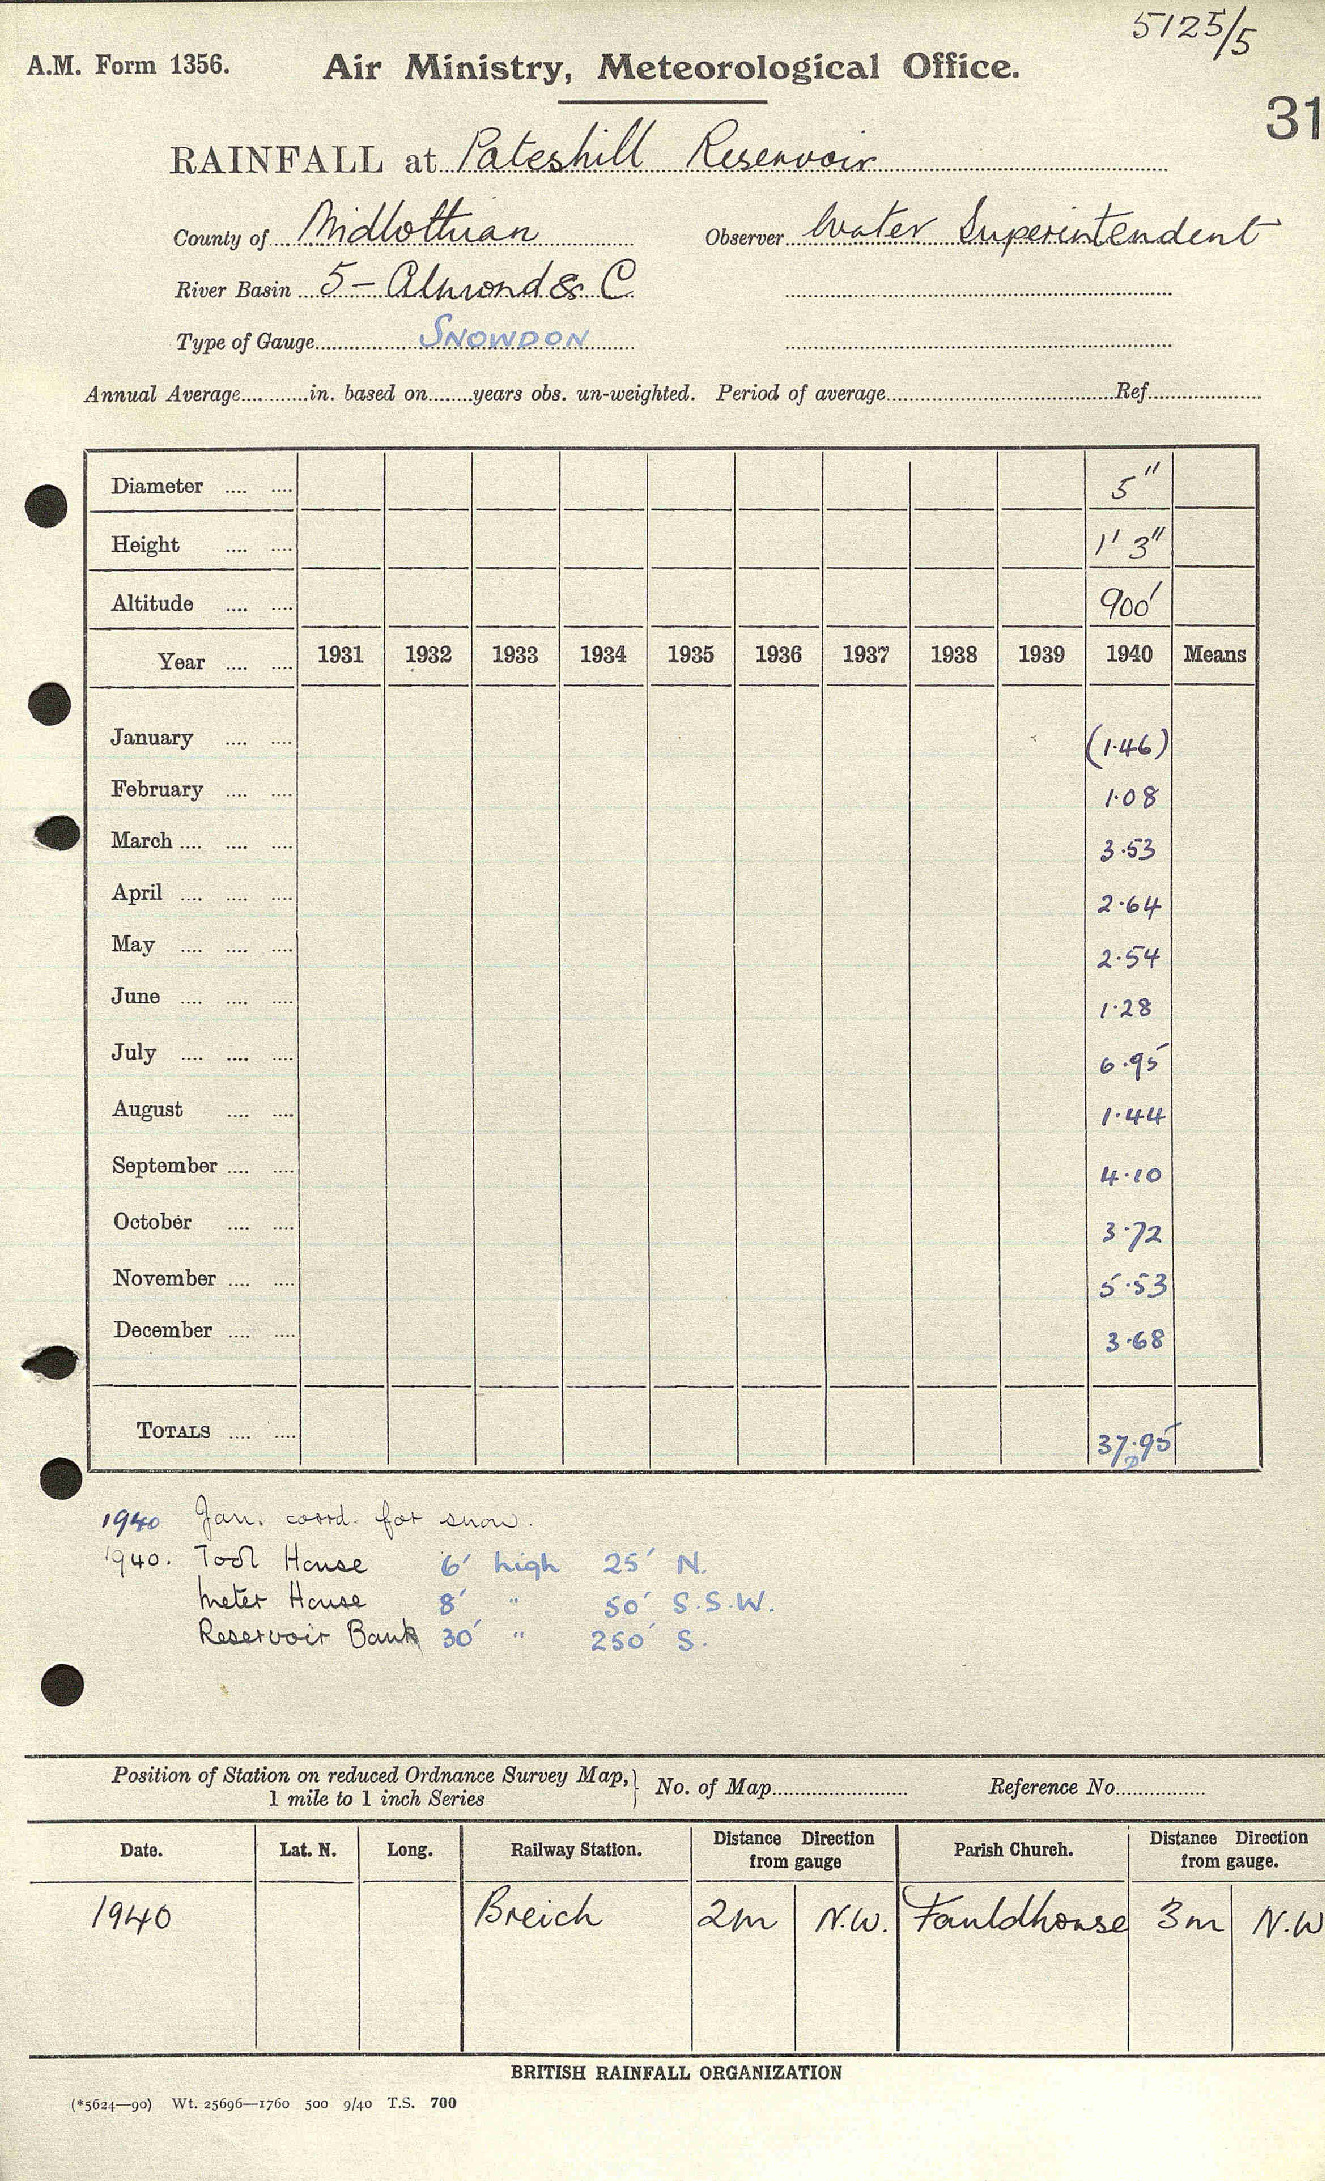 5125/5
A.M. Form 1356. Air Ministry, Meteorological Office.
31
RAINFALL at Pateshill Reservoir
County of Midlothian Observer Water Superintendent
River Basin 5 - Almond & C
Type of Gauge SNOWDON
Annual Average in. based on years obs. un-weighted. Period of average Ref.
Diameter 5"
Height 1' 3"
Altitude 900'
Year 1931 1932 1933 1934 1935 1936 1937 1938 1939 1940 Means
January (1.46)
February 1.08
March 3.53
April 2.64
May 2.54
June 1.28
July 6.95
August 1.44
September 4.10
October 3.72
November 5.53
December 3.68
TOTALS 37.95
D
1940 Jan. coord. for snow.
1940. Tool House 6' high 25' N.
Meter House 8' " 50' S.S.W.
Reservoir Bank 30' " 250' S.
Position of Station on reduced Ordnance Survey Map, 1 mile to 1 inch Series } No. of Map Reference No.
Date. Lat. N. Long. Railway Station. Distance Direction from gauge Parish Church. Distance Direction from gauge.
1940 Breich 2m N.W. Fauldhouse 3m N.W
BRITISH RAINFALL ORGANIZATION
(*5624—90) Wt. 25696—1760 500 9/40 T.S. 700